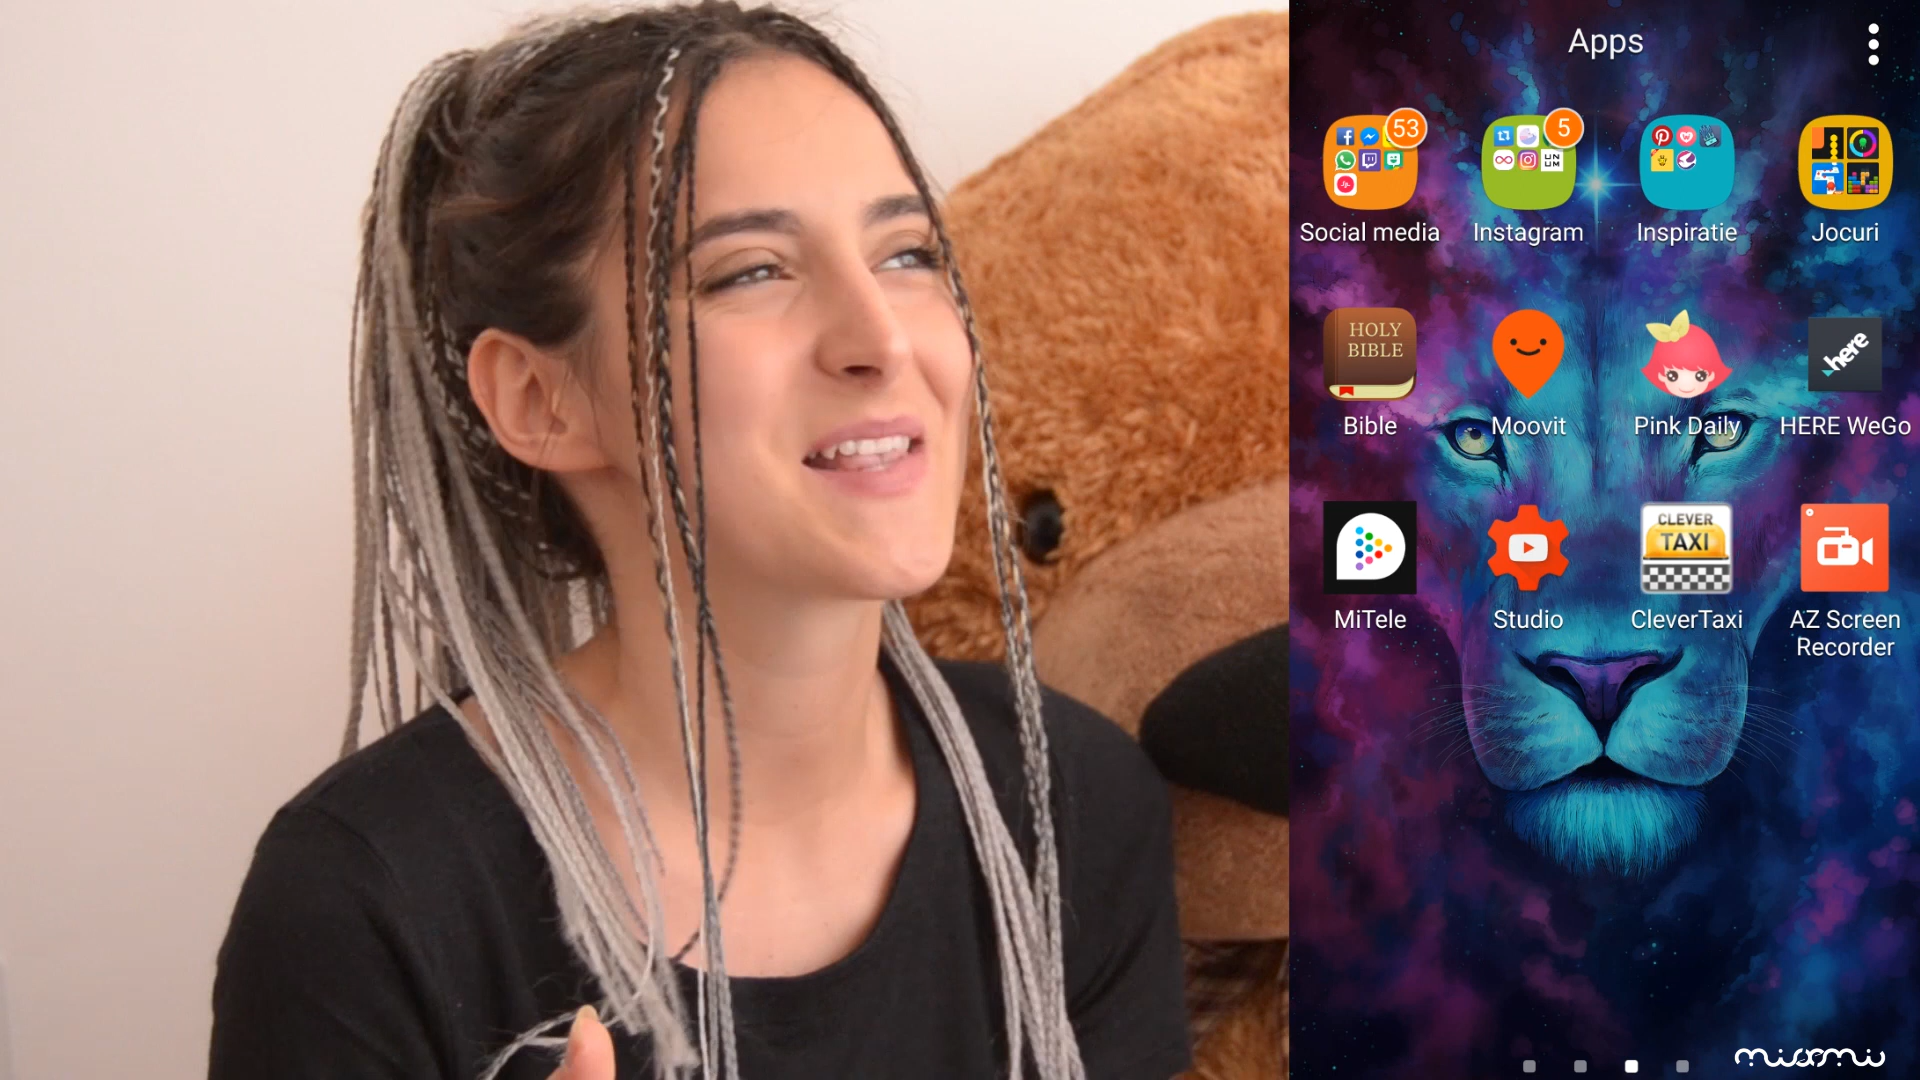 Apps
53
5
Social media
Instagram
Inspiratie
Jocuri
HOLY
BIBLE
here
Bible
Moovit
Pink Daily
HERE WeGo
CLEVER
TAXI
MiTele
Studio
CleverTaxi
AZ Screen
Recorder